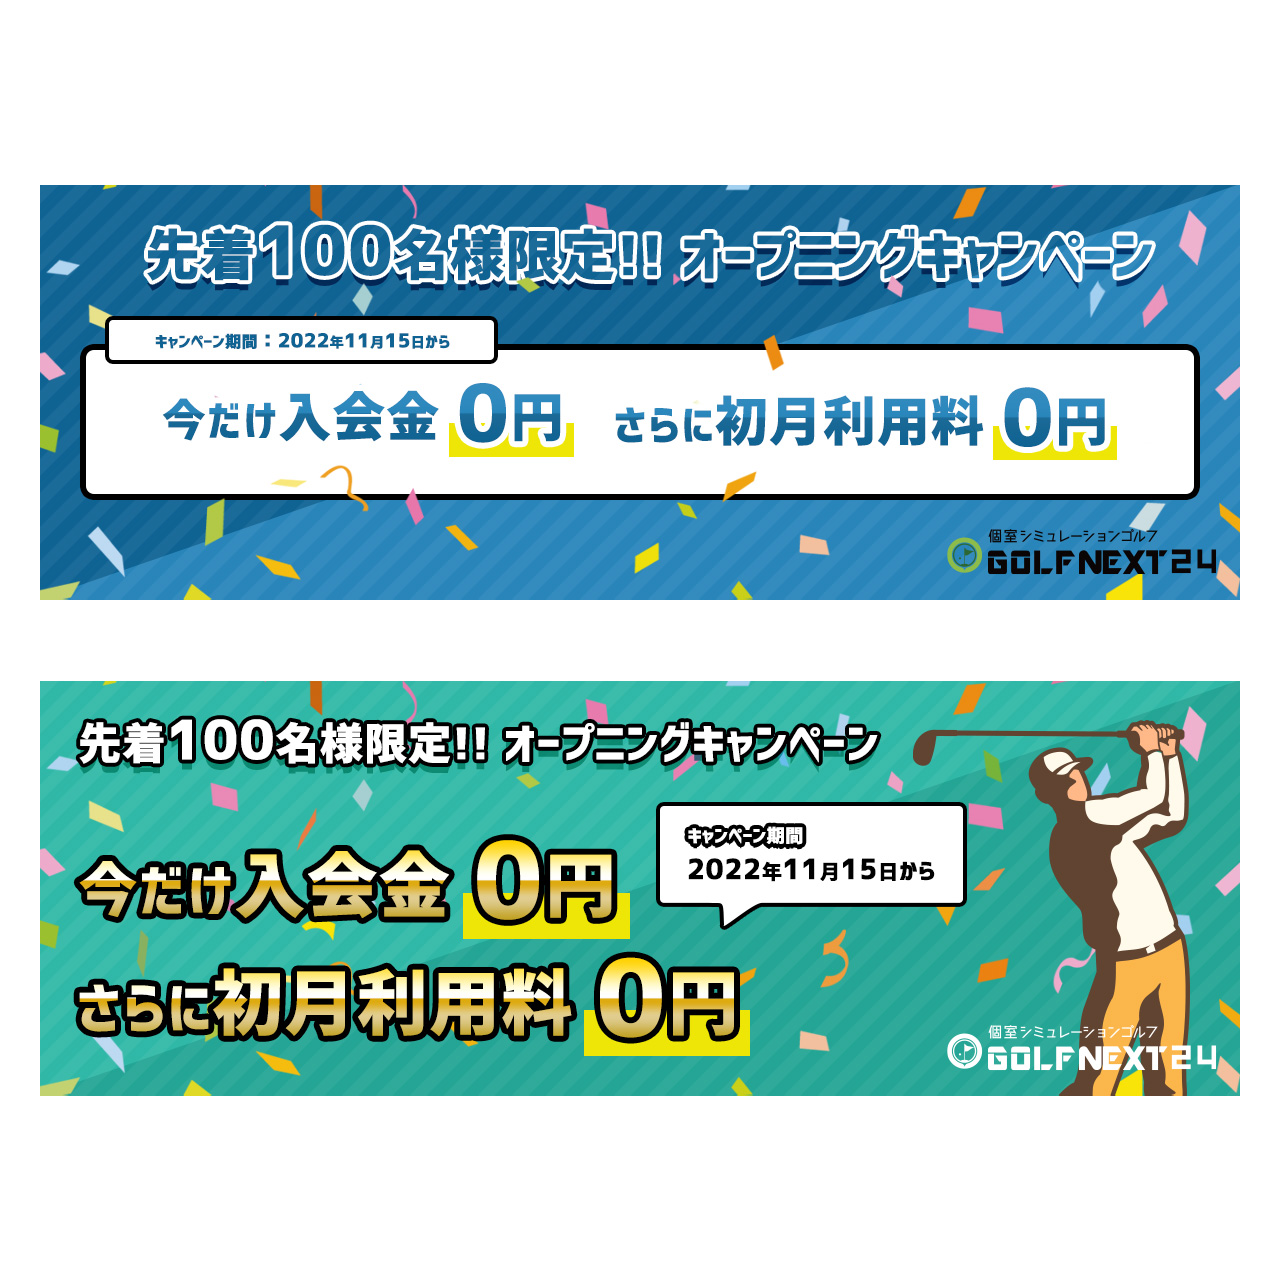 先着100名様限定!! オープニングキャンペーン
キャンペーン期間：2022年11月15日から
今だけ入会金 0円 さらに初月利用料 0円
個室シミュレーションゴルフ
GOLF NEXT 24
先着100名様限定!! オープニングキャンペーン
キャンペーン期間
2022年11月15日から
今だけ入会金 0円
さらに初月利用料 0円
個室シミュレーションゴルフ
GOLF NEXT 24